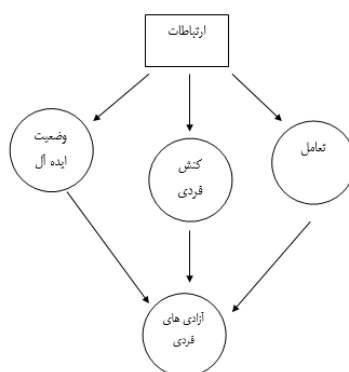 ارتباطات
تعامل
کنش
فردی
وضعیت
ایده آل
آزادی های
فردی